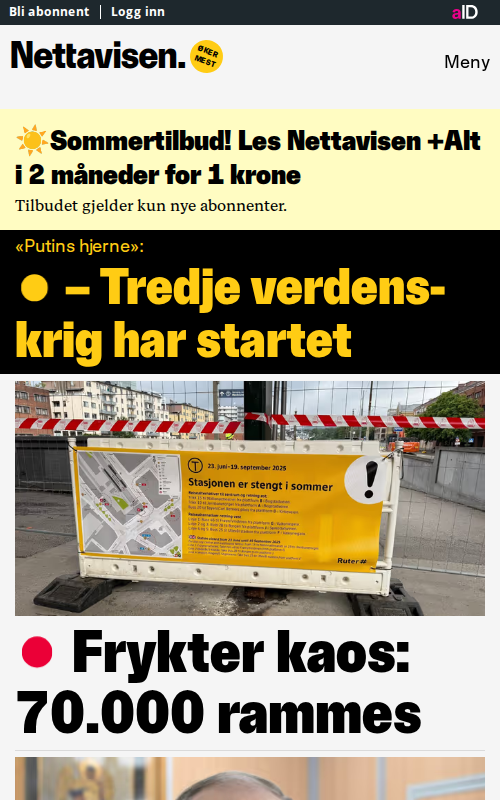 Bli abonnent
Logg inn
aID
Nettavisen.
ØKER
MEST
Meny
Sommertilbud! Les Nettavisen +Alt
i 2 måneder for 1 krone
Tilbudet gjelder kun nye abonnenter.
«Putins hjerne»:
– Tredje verdens-
krig har startet
T
23. juni–19. september 2025
Stasjonen er stengt i sommer
!
Ruter#
Frykter kaos:
70.000 rammes